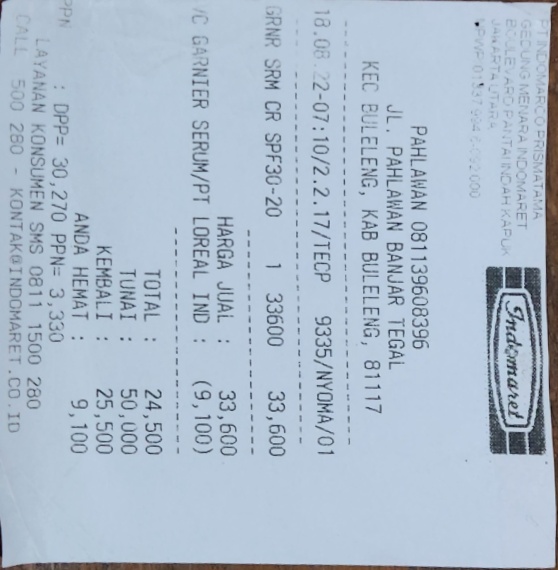 PT INDOMARCO PRISMATAMA
GEDUNG MENARA INDOMARET
BOULEVARD PANTAI INDAH KAPUK
JAKARTA UTARA
NPWP:01337 994 6-092.000
Indomaret
PAHLAWAN 081139608396
JL. PAHLAWAN BANJAR TEGAL
KEC BULELENG, KAB BULELENG, 81117
18.08.22-07:10/2.2.17/TECP 9335/NYOMA/01
GRNR SRM CR SPF30-20 1 33600 33,600
HARGA JUAL : 33,600
VC GARNIER SERUM/PT LOREAL IND : (9,100)
TOTAL : 24,500
TUNAI : 50,000
KEMBALI : 25,500
ANDA HEMAT : 9,100
PPN : DPP= 30,270 PPN= 3,330
LAYANAN KONSUMEN SMS 0811 1500 280
CALL 500 280 - KONTAK@INDOMARET.CO.ID